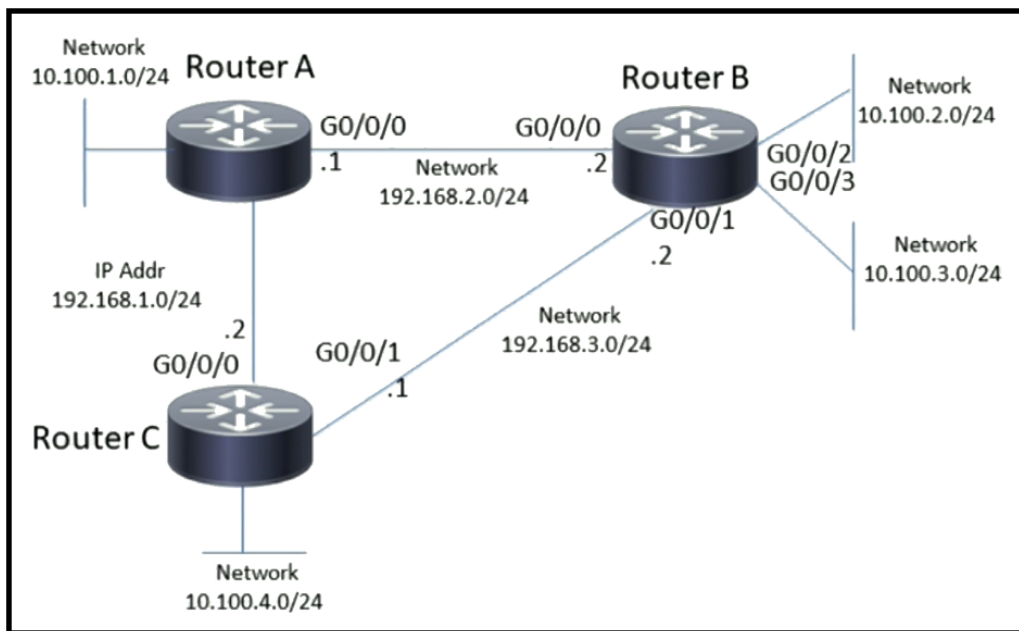 Network
10.100.1.0/24
Router A
Router B
G0/0/0
.1
G0/0/0
.2
Network
192.168.2.0/24
Network
10.100.2.0/24
G0/0/2
G0/0/3
G0/0/1
.2
Network
10.100.3.0/24
IP Addr
192.168.1.0/24
.2
G0/0/0
G0/0/1
.1
Network
192.168.3.0/24
Router C
Network
10.100.4.0/24